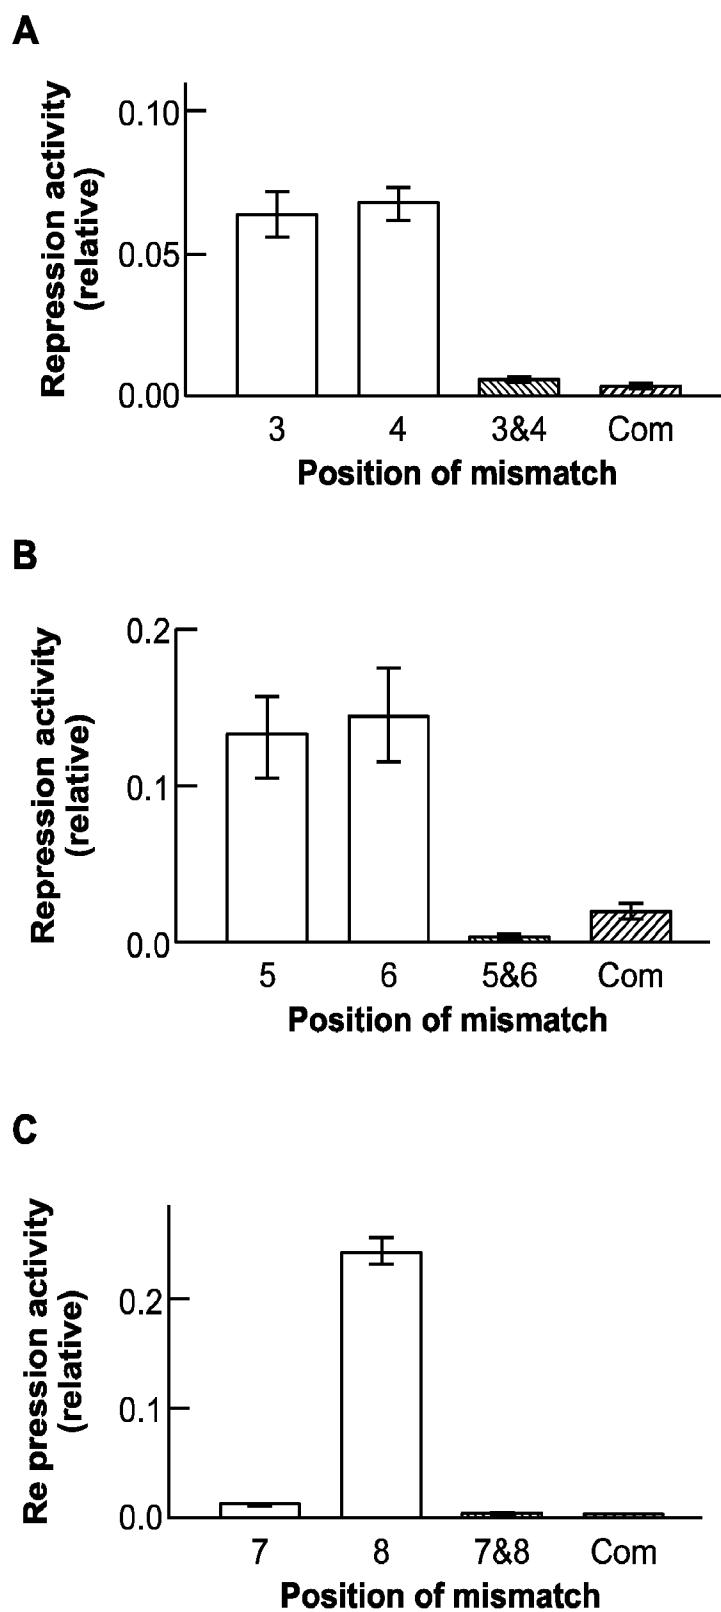 A
Repression activity
(relative)
0.10
0.05
0.00
3 4 3&4 Com
Position of mismatch
B
Repression activity
(relative)
0.2
0.1
0.0
5 6 5&6 Com
Position of mismatch
C
Re pression activity
(relative)
0.2
0.1
0.0
7 8 7&8 Com
Position of mismatch